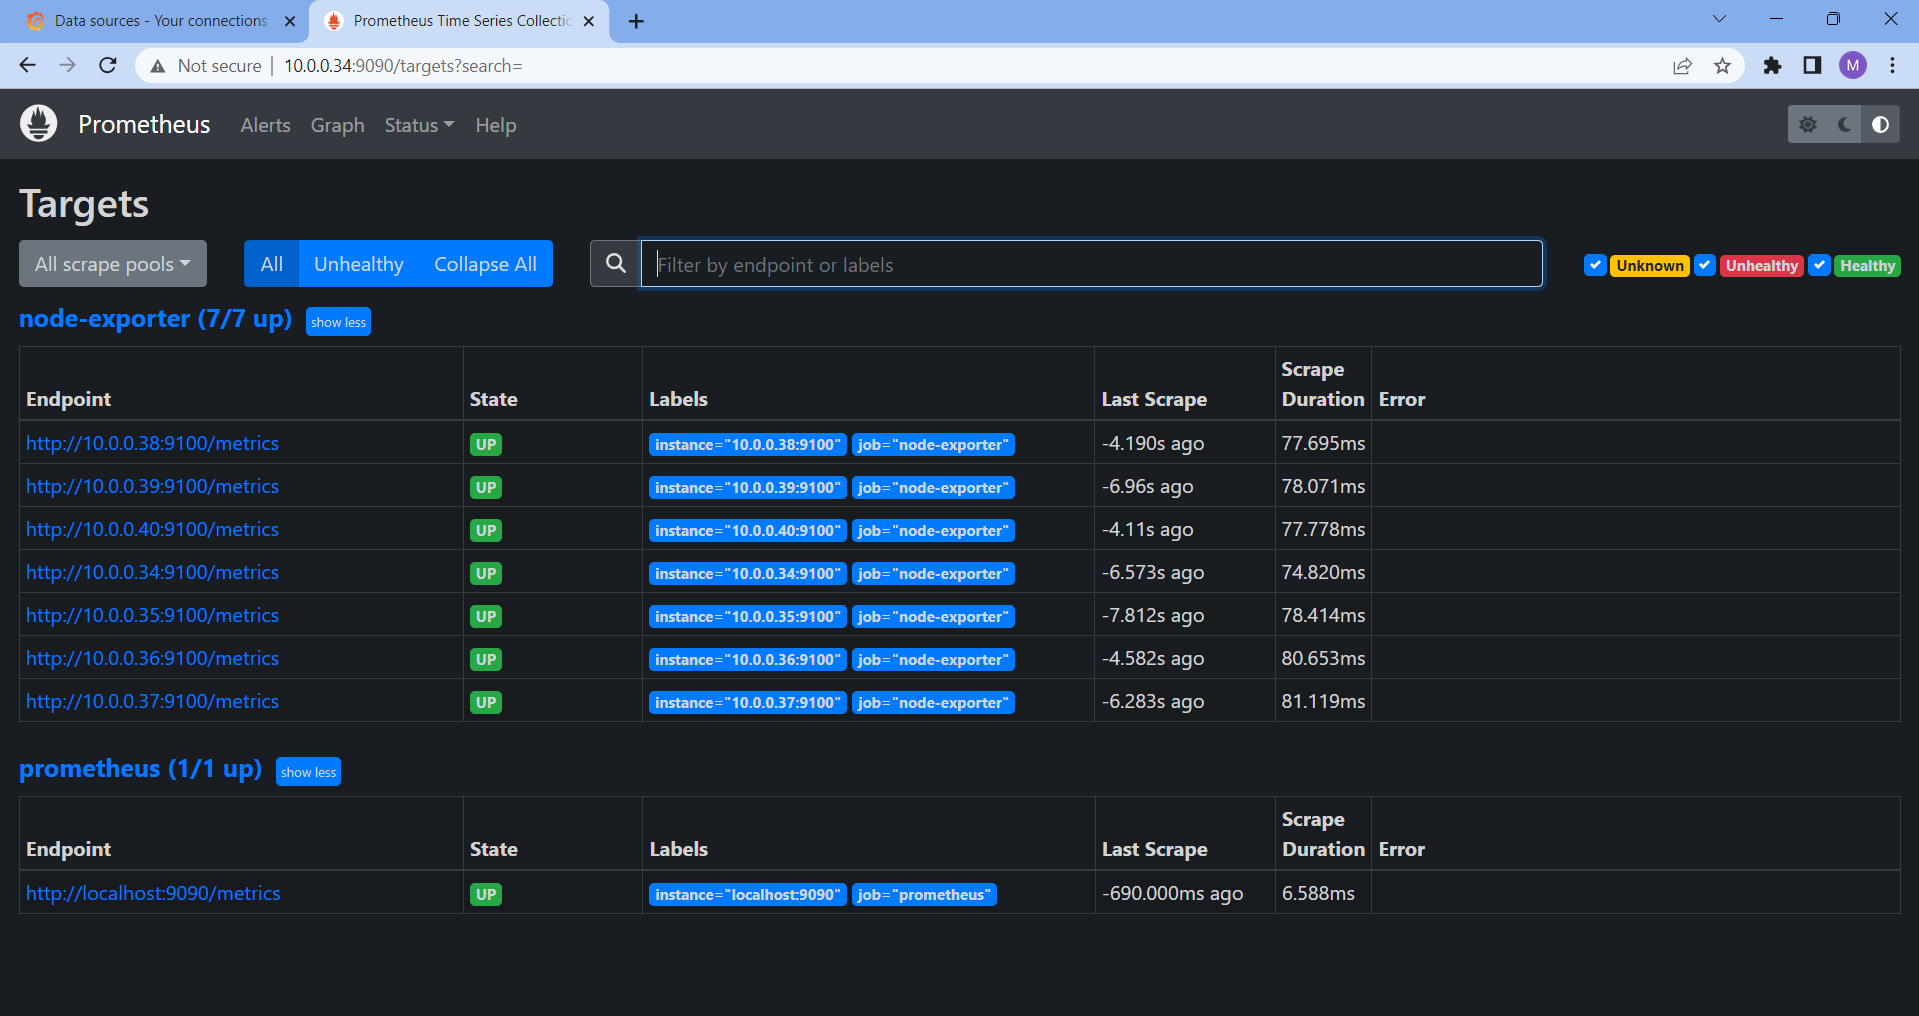 Data sources - Your connections
Prometheus Time Series Collectio
Not secure
10.0.0.34:9090/targets?search=
M
Prometheus Alerts Graph Status Help
Targets
All scrape pools All Unhealthy Collapse All Filter by endpoint or labels Unknown Unhealthy Healthy
node-exporter (7/7 up) show less
Endpoint State Labels Last Scrape Scrape Duration Error
http://10.0.0.38:9100/metrics UP instance="10.0.0.38:9100" job="node-exporter" -4.190s ago 77.695ms
http://10.0.0.39:9100/metrics UP instance="10.0.0.39:9100" job="node-exporter" -6.96s ago 78.071ms
http://10.0.0.40:9100/metrics UP instance="10.0.0.40:9100" job="node-exporter" -4.11s ago 77.778ms
http://10.0.0.34:9100/metrics UP instance="10.0.0.34:9100" job="node-exporter" -6.573s ago 74.820ms
http://10.0.0.35:9100/metrics UP instance="10.0.0.35:9100" job="node-exporter" -7.812s ago 78.414ms
http://10.0.0.36:9100/metrics UP instance="10.0.0.36:9100" job="node-exporter" -4.582s ago 80.653ms
http://10.0.0.37:9100/metrics UP instance="10.0.0.37:9100" job="node-exporter" -6.283s ago 81.119ms
prometheus (1/1 up) show less
Endpoint State Labels Last Scrape Scrape Duration Error
http://localhost:9090/metrics UP instance="localhost:9090" job="prometheus" -690.000ms ago 6.588ms